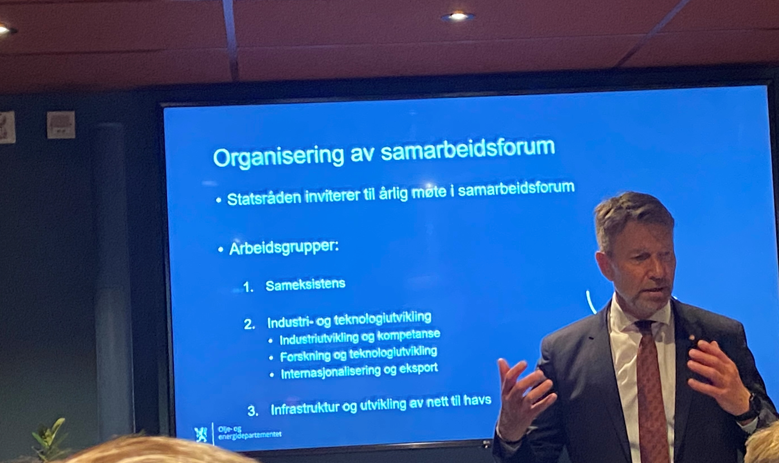 Organisering av samarbeidsforum
• Statsråden inviterer til årlig møte i samarbeidsforum
• Arbeidsgrupper:
1. Sameksistens
2. Industri- og teknologiutvikling
• Industriutvikling og kompetanse
• Forskning og teknologiutvikling
• Internasjonalisering og eksport
3. Infrastruktur og utvikling av nett til havs
Olje- og
energidepartementet